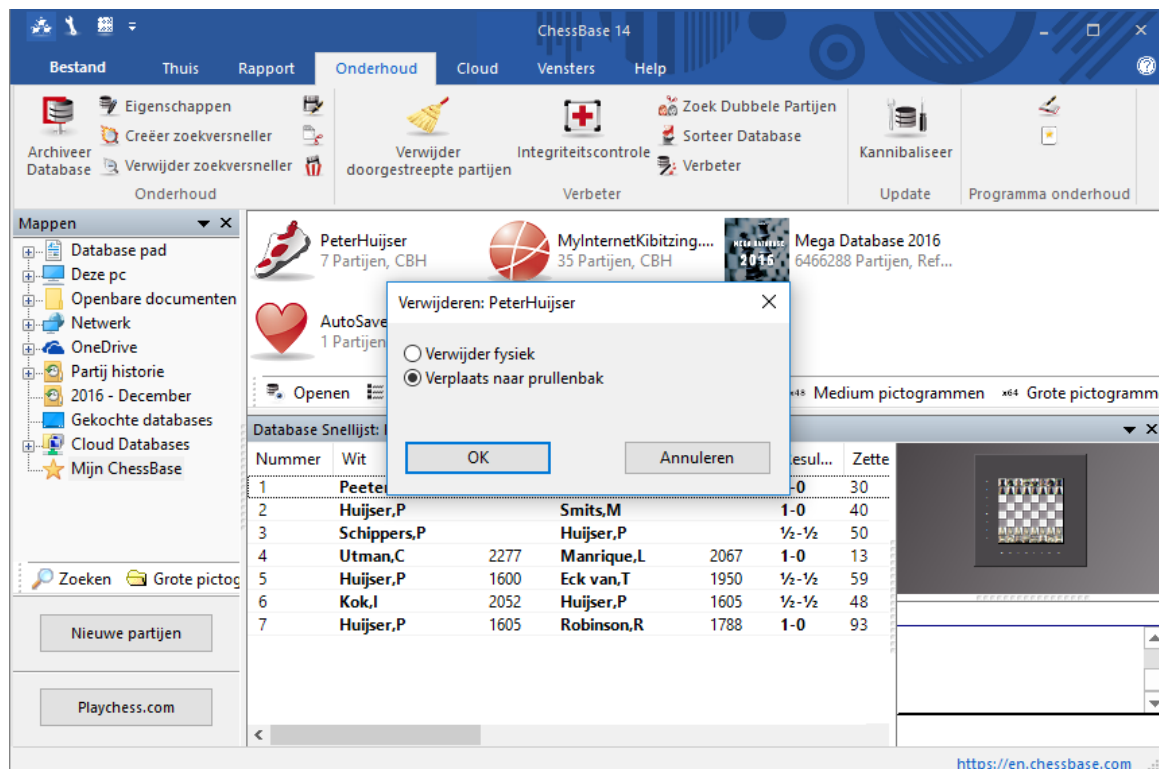 ChessBase 14
Bestand Thuis Rapport Onderhoud Cloud Vensters Help
Archiveer Database
Eigenschappen
Creëer zoekversneller
Verwijder zoekversneller
Onderhoud
Verwijder doorgestreepte partijen
Integriteitscontrole
Zoek Dubbele Partijen
Sorteer Database
Verbeter
Verbeter
Kannibaliseer
Update
Programma onderhoud
Mappen
Database pad
Deze pc
Openbare documenten
Netwerk
OneDrive
Partij historie
2016 - December
Gekochte databases
Cloud Databases
Mijn ChessBase
Zoeken Grote pictog
Nieuwe partijen
Playchess.com
PeterHuijser
7 Partijen, CBH
MyInternetKibitzing....
35 Partijen, CBH
MEGA DATABASE
2016
Mega Database 2016
6466288 Partijen, Ref...
AutoSave
1 Partijen
Verwijderen: PeterHuijser
Verwijder fysiek
Verplaats naar prullenbak
OK Annuleren
Openen x48 Medium pictogrammen x64 Grote pictogramm
Database Snellijst:
Nummer Wit esul... Zette
1 Peeter -0 30
2 Huijser,P Smits,M 1-0 40
3 Schippers,P Huijser,P ½-½ 50
4 Utman,C 2277 Manrique,L 2067 1-0 13
5 Huijser,P 1600 Eck van,T 1950 ½-½ 59
6 Kok,I 2052 Huijser,P 1605 ½-½ 48
7 Huijser,P 1605 Robinson,R 1788 1-0 93
https://en.chessbase.com